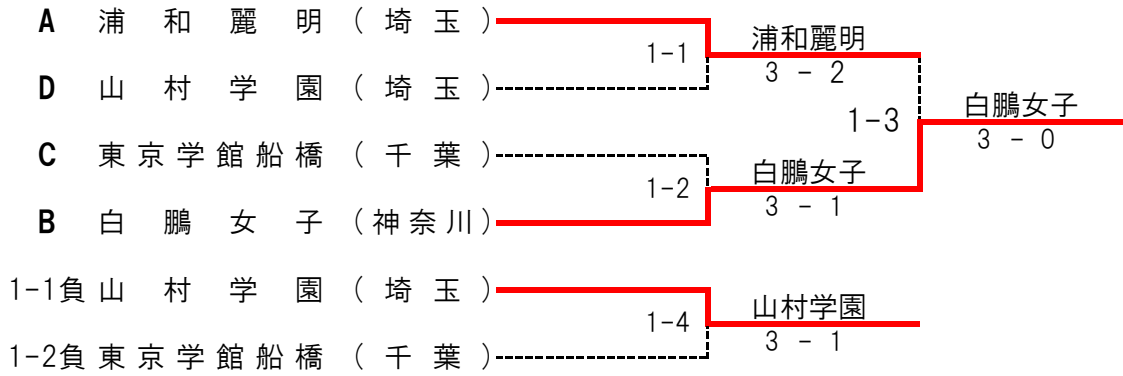 A 浦和麗明(埼玉)
1-1
浦和麗明
3 - 2
D 山村学園(埼玉)
1-3
白鵬女子
3 - 0
C 東京学館船橋(千葉)
1-2
白鵬女子
3 - 1
B 白鵬女子(神奈川)
1-1負 山村学園(埼玉)
1-4
山村学園
3 - 1
1-2負 東京学館船橋(千葉)